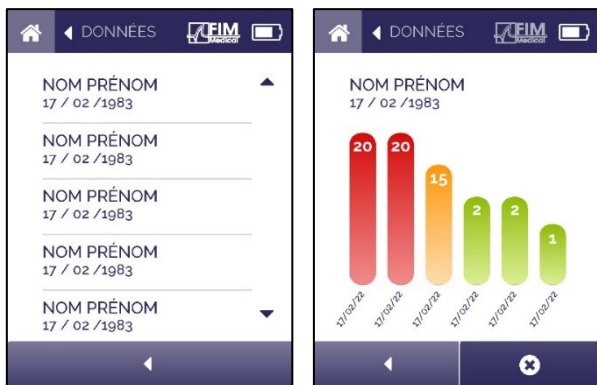 DONNÉES
FIM
Medical
NOM PRÉNOM
17 / 02 /1983
NOM PRÉNOM
17 / 02 /1983
NOM PRÉNOM
17 / 02 /1983
NOM PRÉNOM
17 / 02 /1983
NOM PRÉNOM
17 / 02 /1983
DONNÉES
FIM
Medical
NOM PRÉNOM
17 / 02 /1983
20 20 15 2 2 1
17/02/22 17/02/22 17/02/22 17/02/22 17/02/22 17/02/22